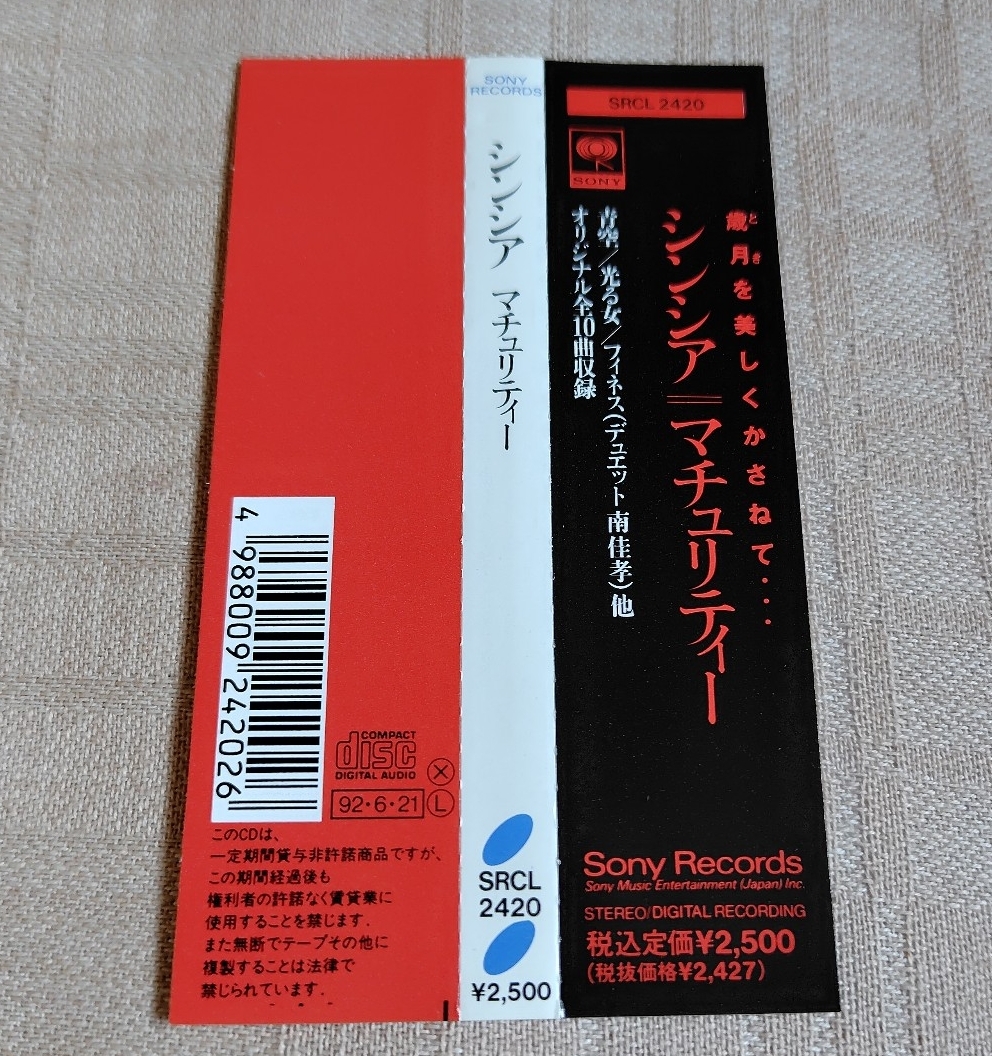 SRCL 2420
SONY
歳月を美しくかさねて‥‥
とき
シンシア＝マチュリティー
青空／光る女／フィネス(デュエット 南佳孝)他
オリジナル全10曲収録
Sony Records
Sony Music Entertainment (Japan) Inc.
STEREO/DIGITAL RECORDING
税込定価¥2,500
(税抜価格¥2,427)
SONY
RECORDS
シンシア マチュリティー
SRCL
2420
¥2,500
4 988009 242026
COMPACT
disc
DIGITAL AUDIO
X
92・6・21
L
このCDは、
一定期間貸与非許諾商品ですが、
この期間経過後も
権利者の許諾なく賃貸業に
使用することを禁じます．
また無断でテープその他に
複製することは法律で
禁じられています．